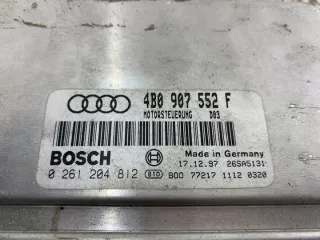 4B0 907 552 F
MOTORSTEUERUNG D03
BOSCH
Made in Germany
17.12.97 26SA5131
0 261 204 812 B00 77217 1112 0320